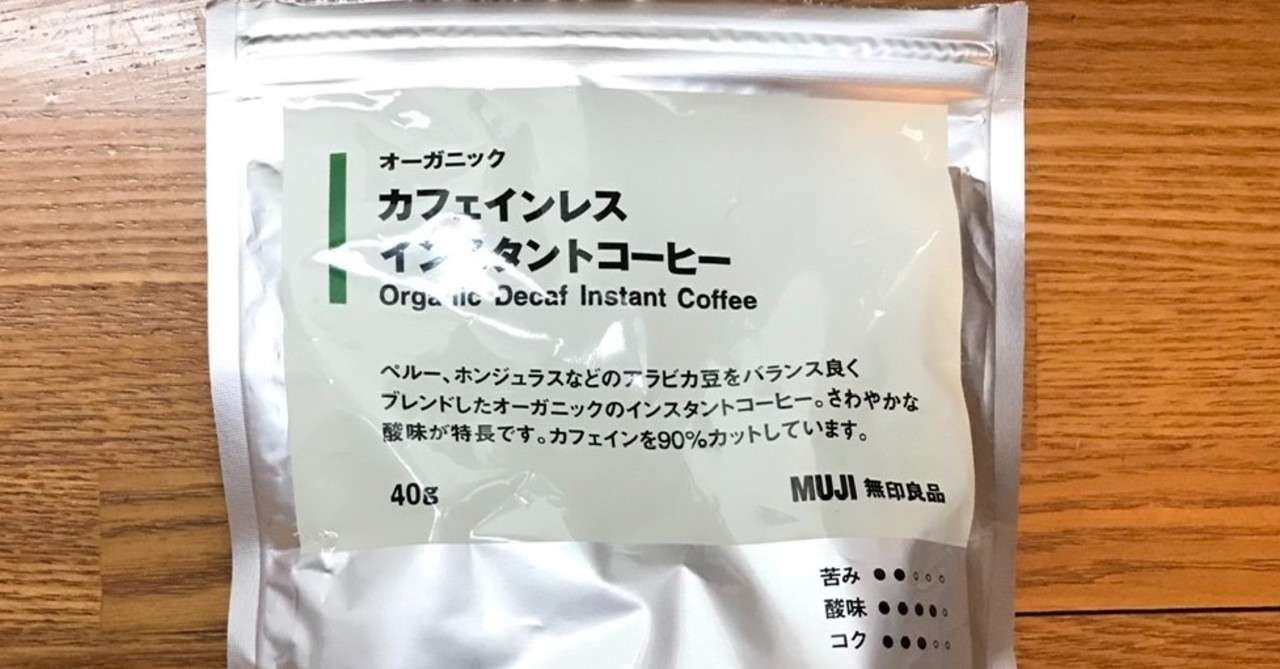 オーガニック
カフェインレス
インスタントコーヒー
Organic Decaf Instant Coffee
ペルー、ホンジュラスなどのアラビカ豆をバランス良く
ブレンドしたオーガニックのインスタントコーヒー。さわやかな
酸味が特長です。カフェインを90%カットしています。
40g
MUJI 無印良品
苦み ●●○○○
酸味 ●●●●○
コク ●●●○○